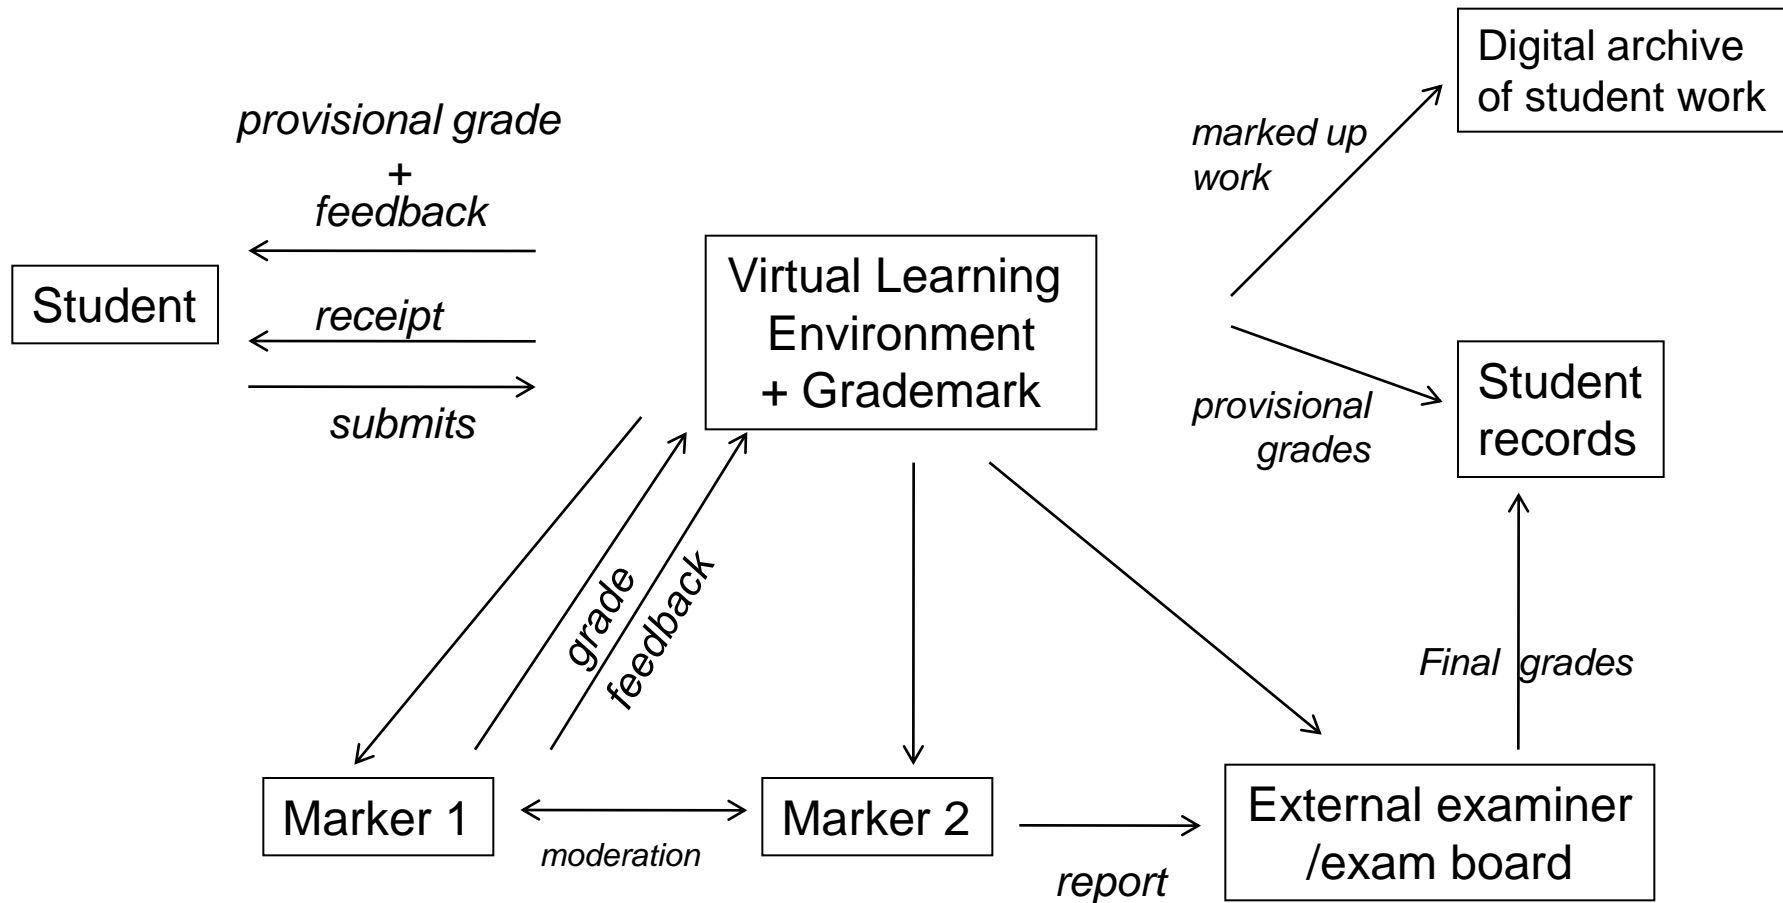 Digital archive
of student work
provisional grade
+
feedback
marked up
work
Virtual Learning
Environment
+ Grademark
Student
receipt
submits
provisional
grades
Student
records
grade
feedback
Final grades
Marker 1
moderation
Marker 2
report
External examiner
/exam board